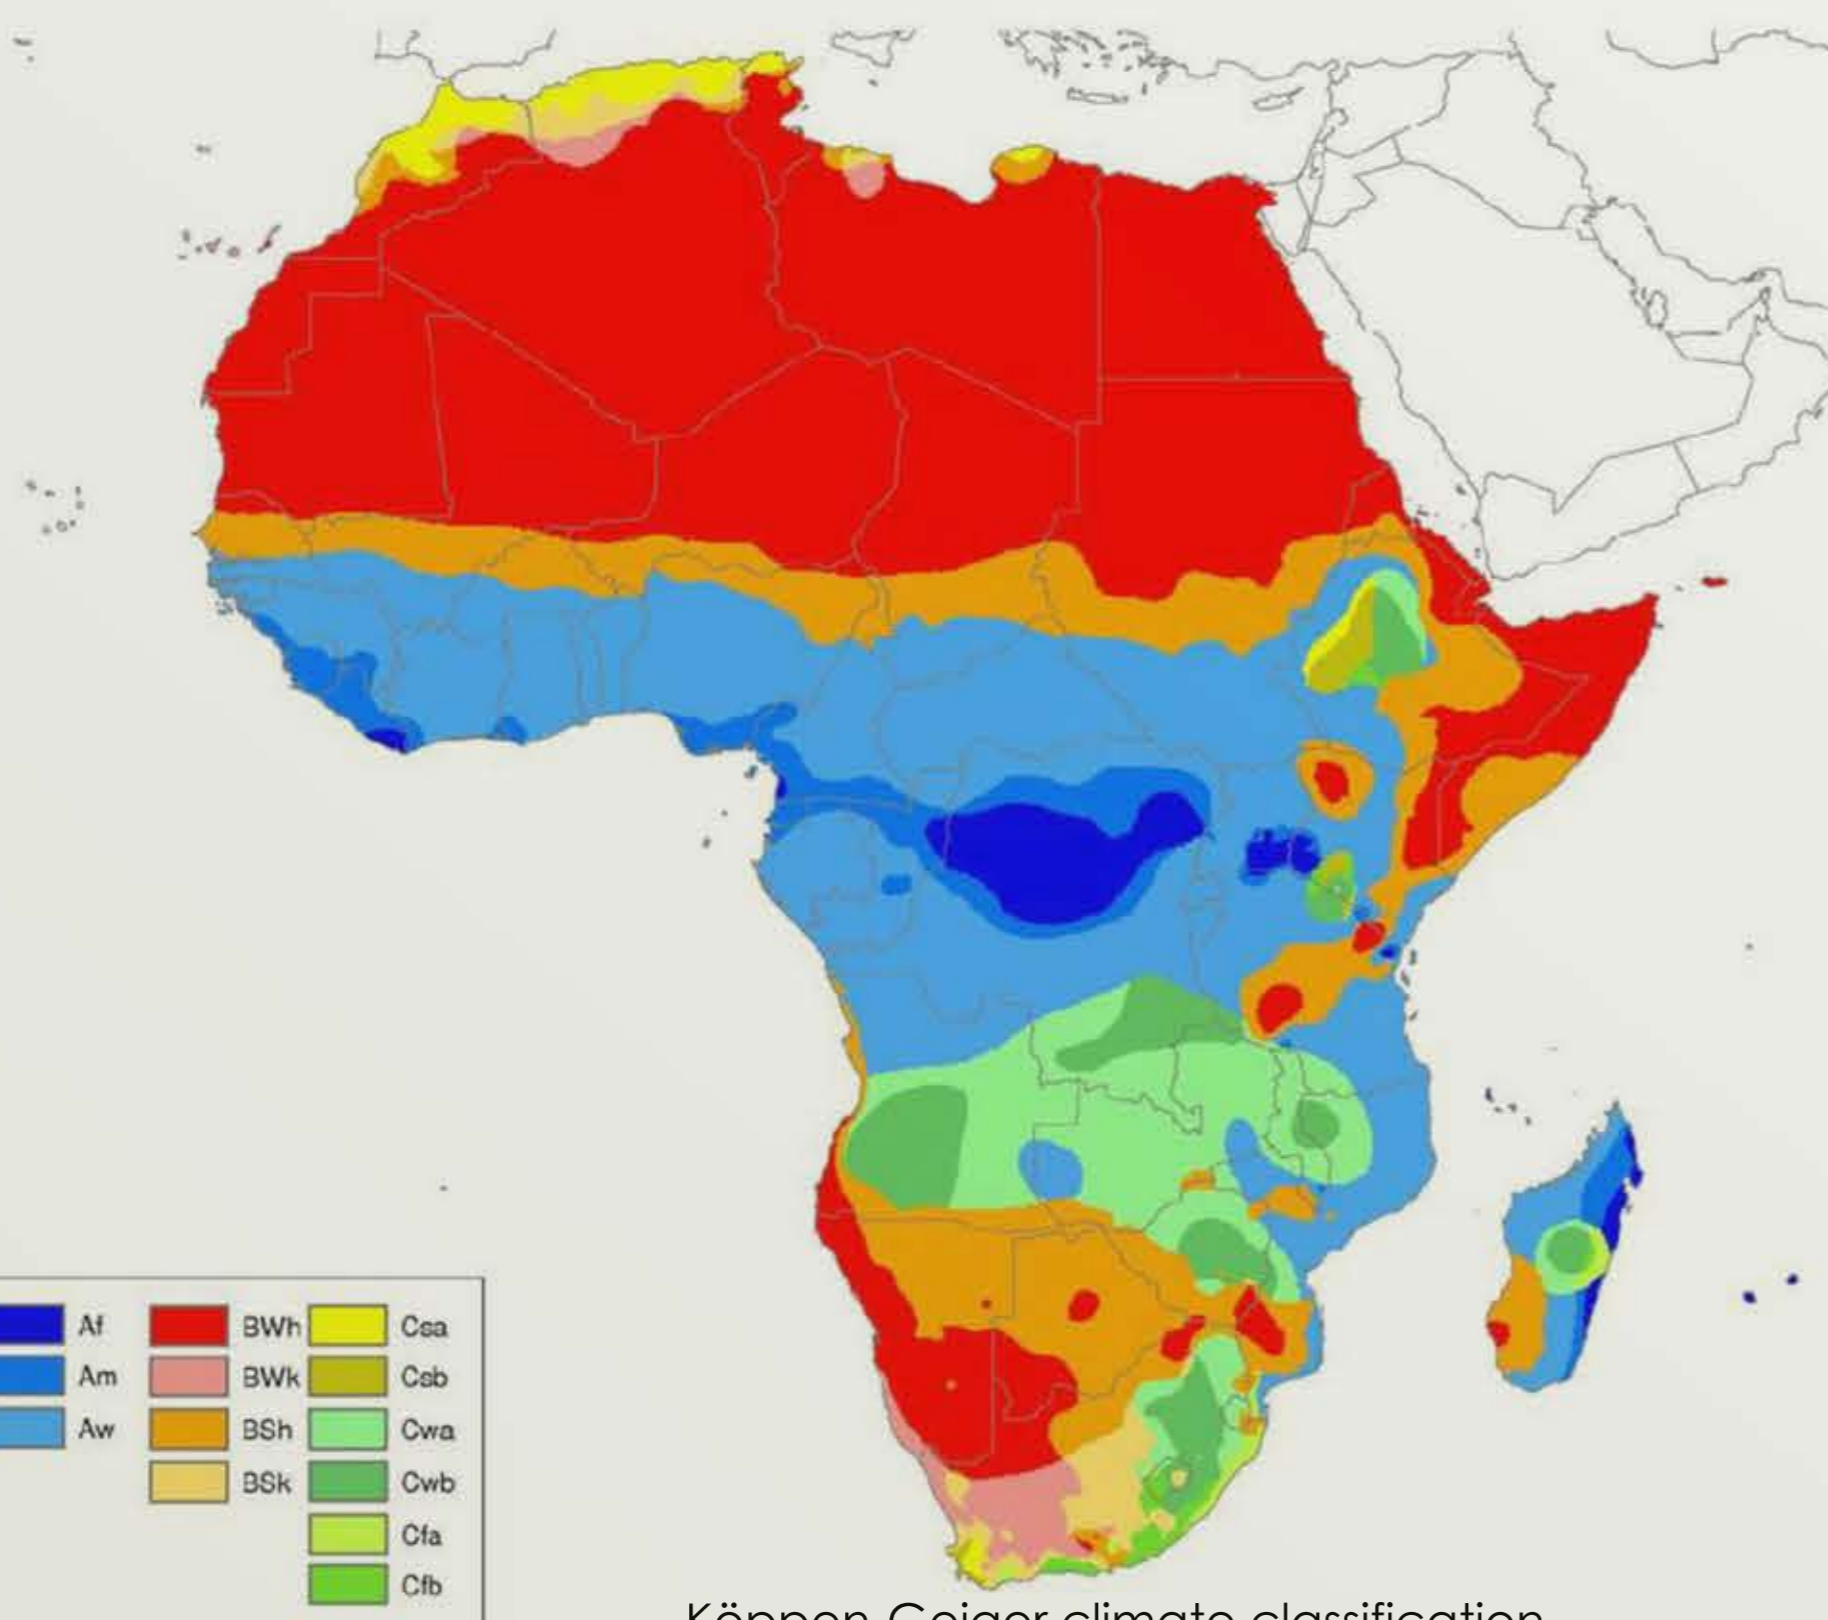 Af BWh Csa
Am BWk Csb
Aw BSh Cwa
BSk Cwb
Cfa
Cfb
Köppen-Geiger climate classification